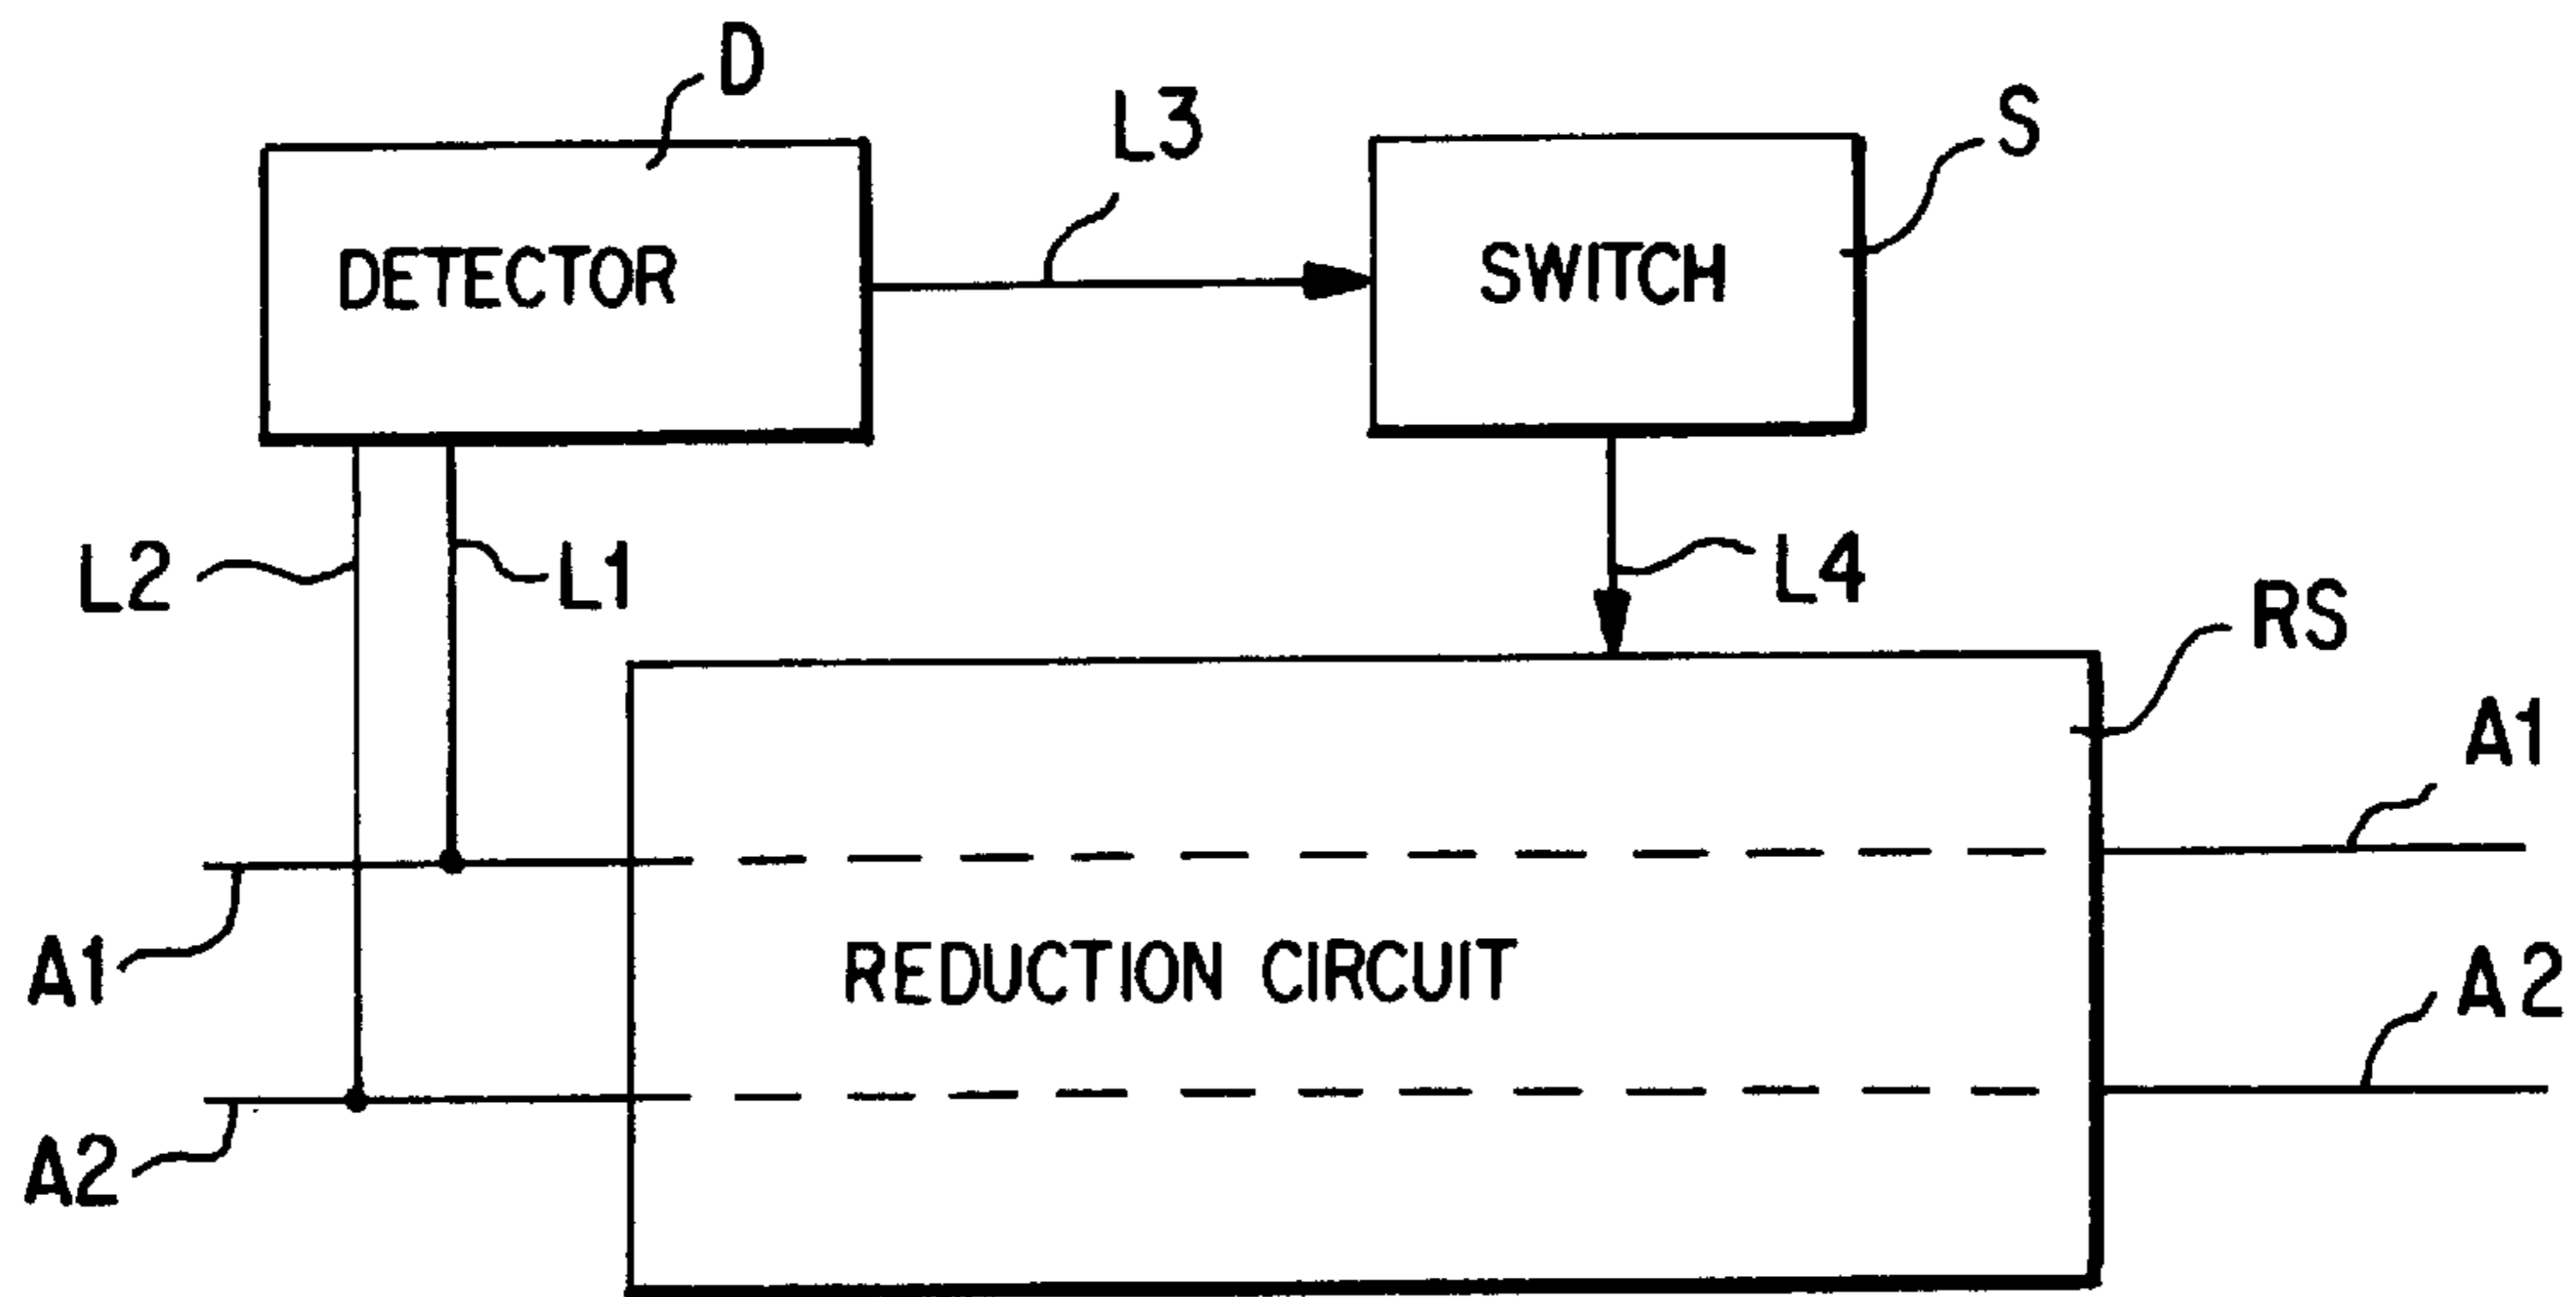 D
L3
S
DETECTOR
SWITCH
L2
L1
L4
RS
A1
A1
REDUCTION CIRCUIT
A2
A2